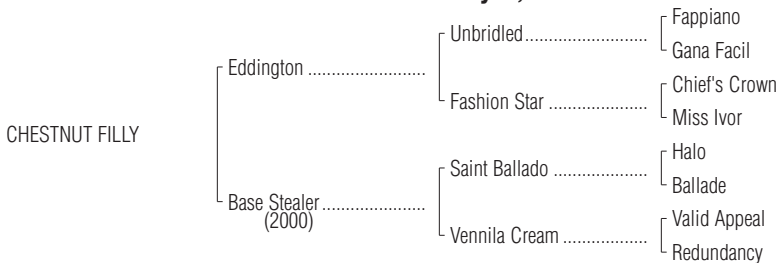 Fappiano
Unbridled
Gana Facil
Eddington
Chief's Crown
Fashion Star
Miss Ivor
CHESTNUT FILLY
Halo
Saint Ballado
Ballade
Base Stealer
(2000)
Valid Appeal
Vennila Cream
Redundancy